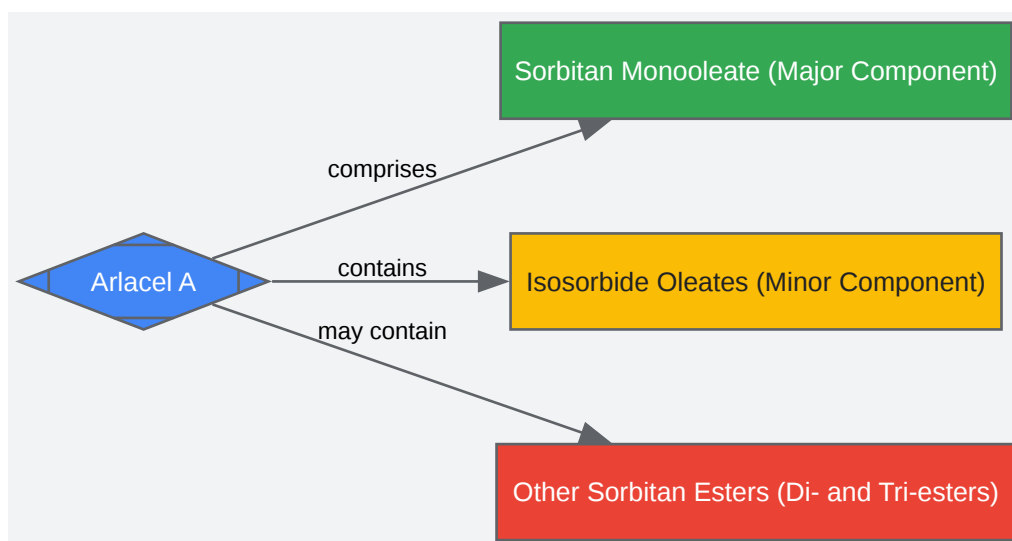 Sorbitan Monooleate (Major Component)
comprises
Arlacel A
contains
Isosorbide Oleates (Minor Component)
may contain
Other Sorbitan Esters (Di- and Tri-esters)